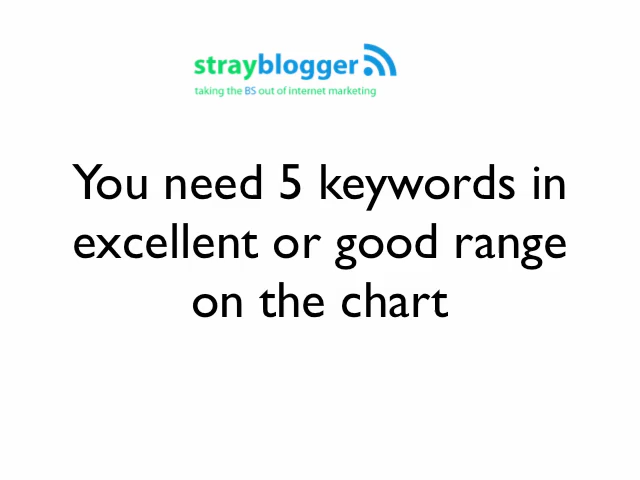 strayblogger
taking the BS out of internet marketing
You need 5 keywords in
excellent or good range
on the chart